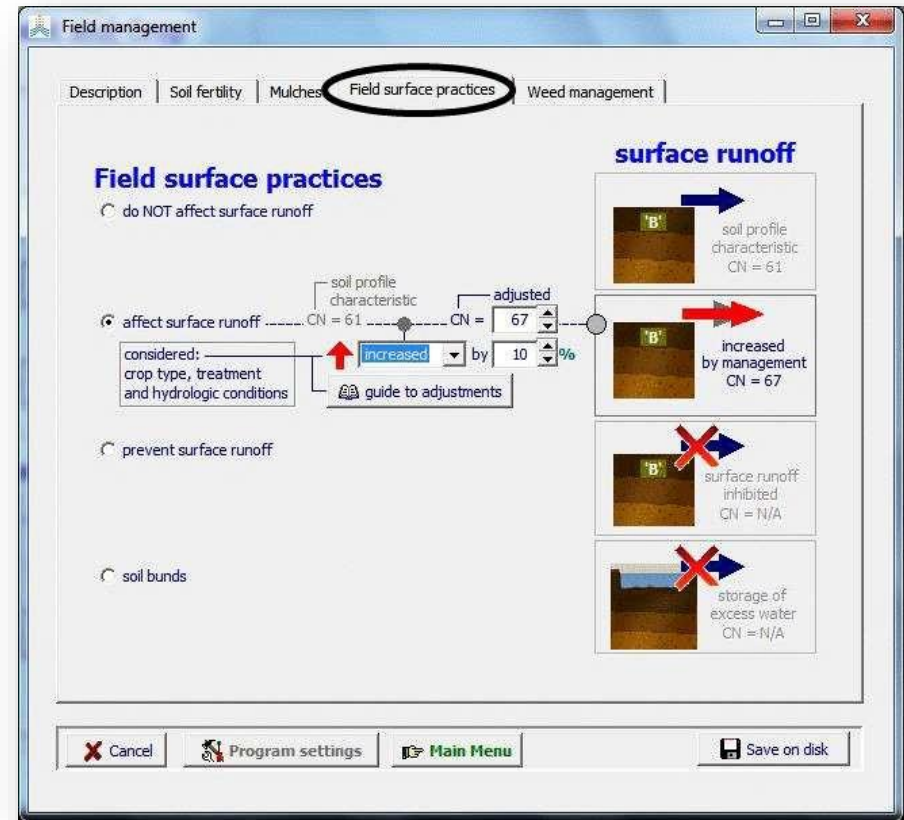 Field management
Description
Soil fertility
Mulches
Field surface practices
Weed management
Field surface practices
surface runoff
do NOT affect surface runoff
'B'
soil profile
characteristic
CN = 61
affect surface runoff
soil profile
characteristic
CN = 61
adjusted
CN = 67
increased by 10 %
considered:
crop type, treatment
and hydrologic conditions
guide to adjustments
'B'
increased
by management
CN = 67
prevent surface runoff
'B'
surface runoff
inhibited
CN = N/A
soil bunds
storage of
excess water
CN = N/A
Cancel
Program settings
Main Menu
Save on disk